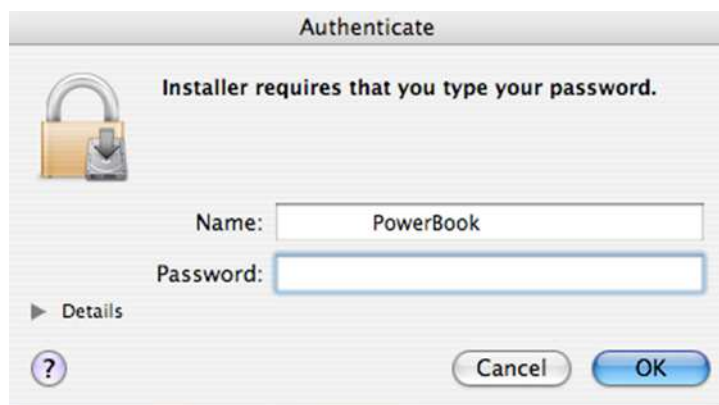 Authenticate
Installer requires that you type your password.
Name: PowerBook
Password:
Details
?
Cancel OK